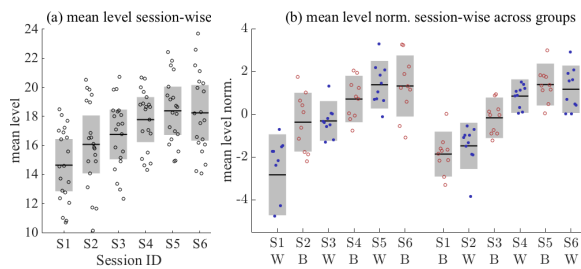 (a) mean level session-wise
mean level
24
22
20
18
16
14
12
10
S1 S2 S3 S4 S5 S6
Session ID
(b) mean level norm. session-wise across groups
mean level norm.
4
2
0
-2
-4
S1 S2 S3 S4 S5 S6 S1 S2 S3 S4 S5 S6
W B W B W B B W B W B W